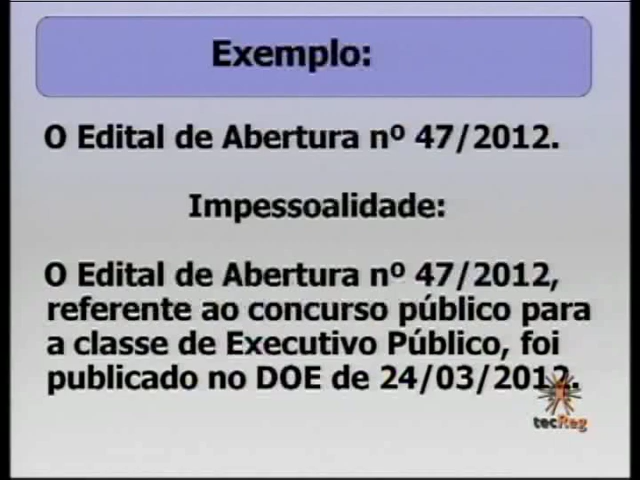 Exemplo:
O Edital de Abertura nº 47/2012.
Impessoalidade:
O Edital de Abertura nº 47/2012,
referente ao concurso público para
a classe de Executivo Público, foi
publicado no DOE de 24/03/2012.
tecReg